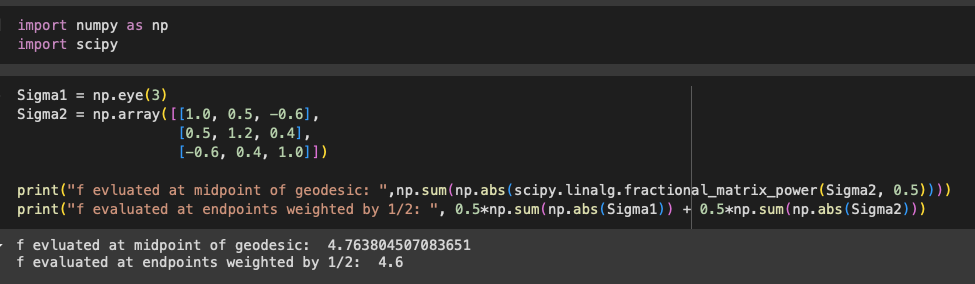 import numpy as np
import scipy
Sigma1 = np.eye(3)
Sigma2 = np.array([[1.0, 0.5, -0.6],
[0.5, 1.2, 0.4],
[-0.6, 0.4, 1.0]])
print("f evluated at midpoint of geodesic: ",np.sum(np.abs(scipy.linalg.fractional_matrix_power(Sigma2, 0.5))))
print("f evaluated at endpoints weighted by 1/2: ", 0.5*np.sum(np.abs(Sigma1)) + 0.5*np.sum(np.abs(Sigma2)))
f evluated at midpoint of geodesic:  4.763804507083651
f evaluated at endpoints weighted by 1/2:  4.6